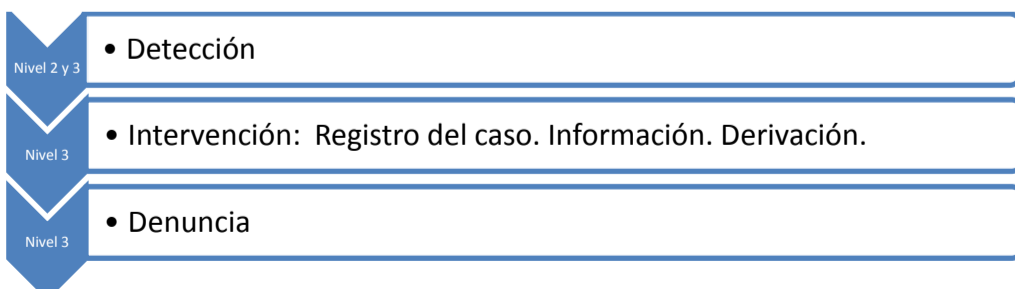 Nivel 2 y 3
• Detección
Nivel 3
• Intervención: Registro del caso. Información. Derivación.
Nivel 3
• Denuncia